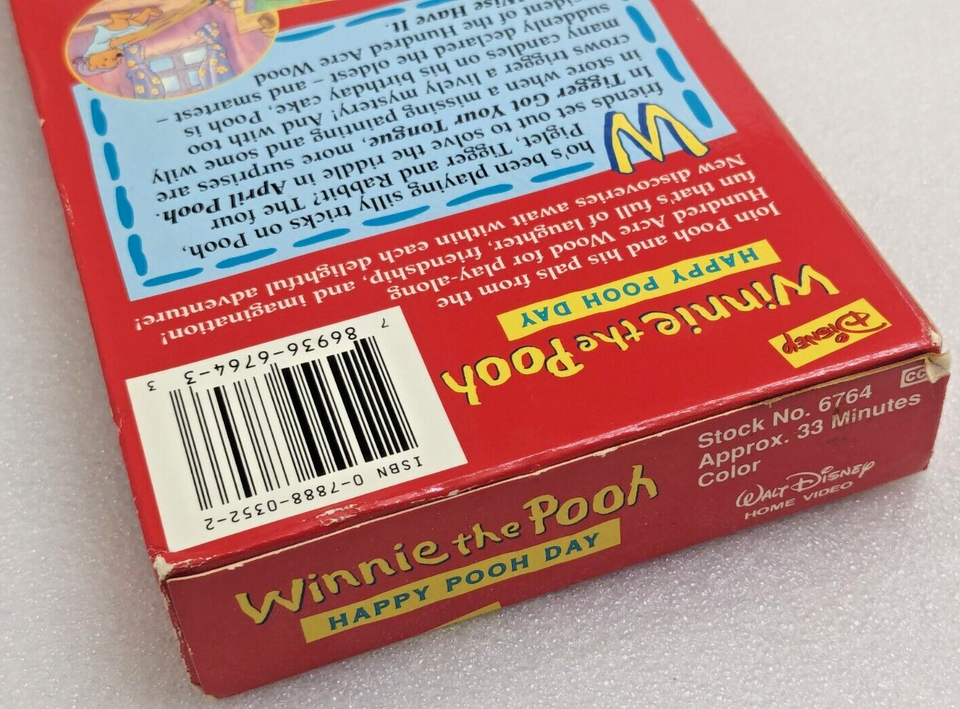 DISNEY
Winnie the Pooh
HAPPY POOH DAY
Join Pooh and his pals from the
Hundred Acre Wood for play-along
fun that's full of laughter, friendship, and imagination!
New discoveries await within each delightful adventure!
Who's been playing silly tricks on Pooh,
Piglet, Tigger and Rabbit? The four
friends set out to solve the riddle in April Pooh.
In Tigger Got Your Tongue, more surprises are
in store when a missing painting and some wily
crows trigger a lively mystery! And with too
many candles on his birthday cake, Pooh is
suddenly declared the oldest – and smartest –
of the Hundred Acre Wood
Wise Have It.
ISBN 0-7888-0352-2
7 86936-6764-3 3
Winnie the Pooh
HAPPY POOH DAY
Stock No. 6764
Approx. 33 Minutes
Color
CC
WALT DISNEY
HOME VIDEO